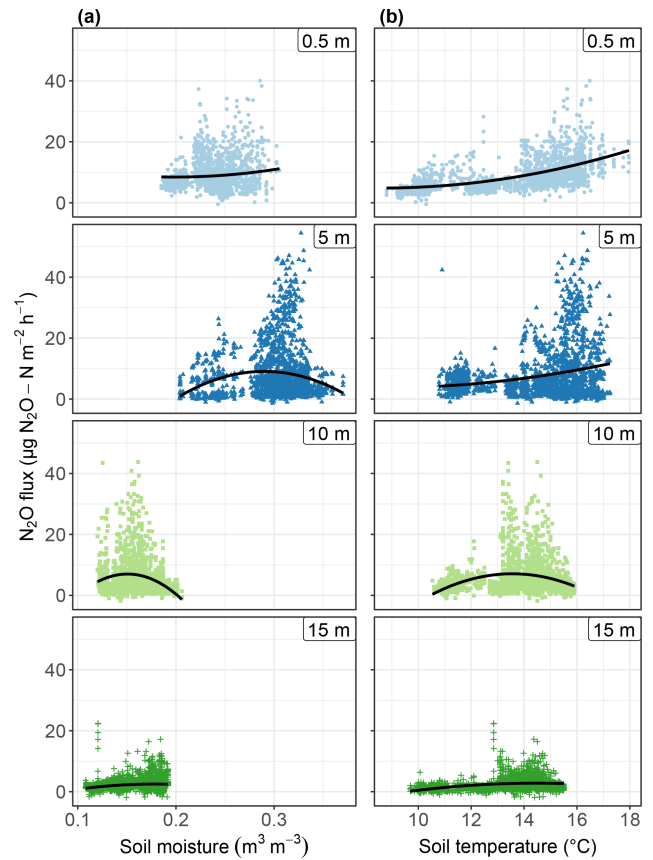 (a) (b)
0.5 m 0.5 m
40 20 0
5 m 5 m
40 20 0
N₂O flux (μg N₂O – N m⁻² h⁻¹)
10 m 10 m
40 20 0
15 m 15 m
40 20 0
0.1 0.2 0.3 10 12 14 16 18
Soil moisture (m³ m⁻³) Soil temperature (°C)